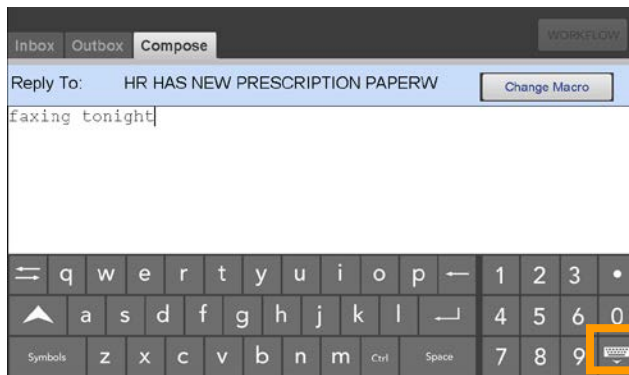 WORKFLOW
Inbox Outbox Compose
Reply To: HR HAS NEW PRESCRIPTION PAPERW Change Macro
faxing tonight
q w e r t y u i o p 1 2 3 •
a s d f g h j k l 4 5 6 0
Symbols z x c v b n m Ctrl Space 7 8 9